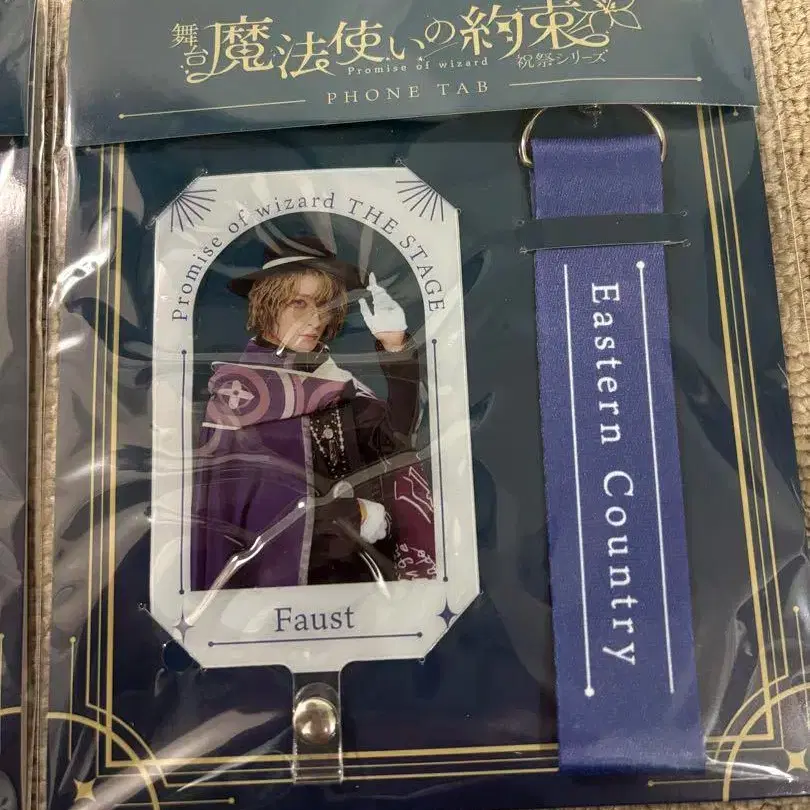 舞台
魔法使いの約束
Promise of wizard
祝祭シリーズ
PHONE TAB
Promise of wizard THE STAGE
Faust
Eastern Country